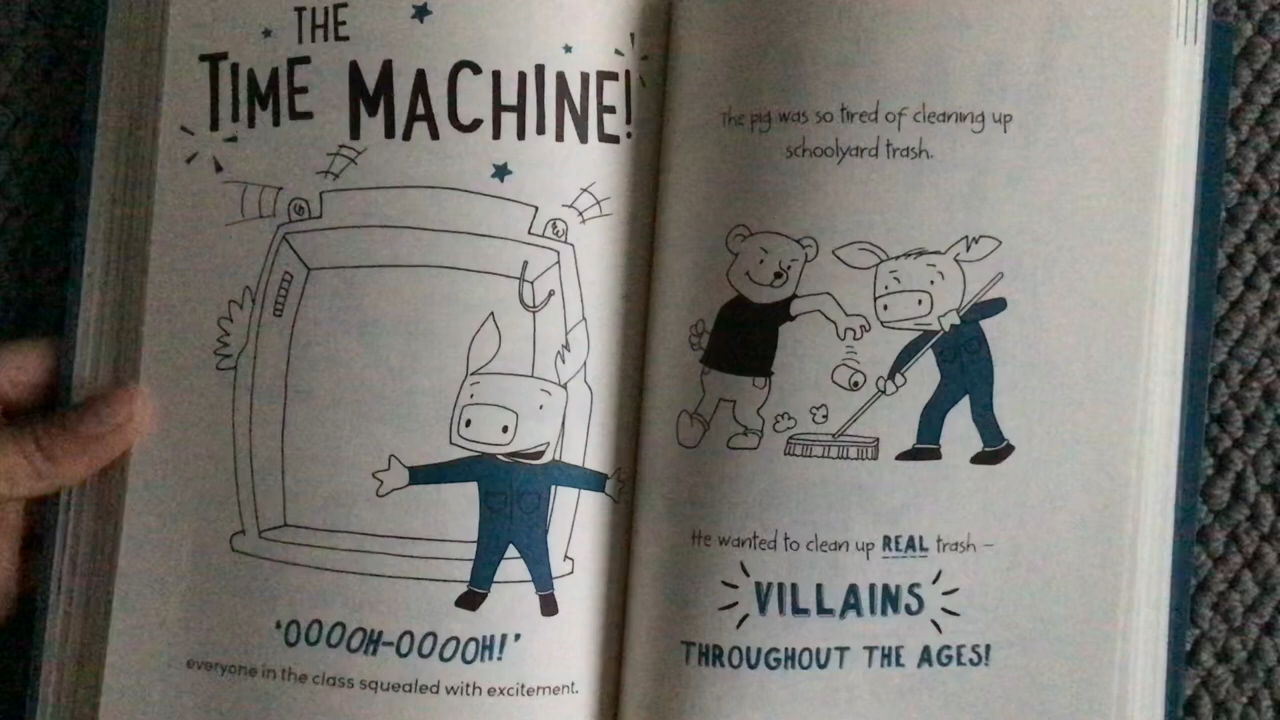 THE
TIME MACHINE!
'OOOOH-OOOOH!'
everyone in the class squealed with excitement.
The pig was so tired of cleaning up
schoolyard trash.
He wanted to clean up REAL trash –
VILLAINS
THROUGHOUT THE AGES!